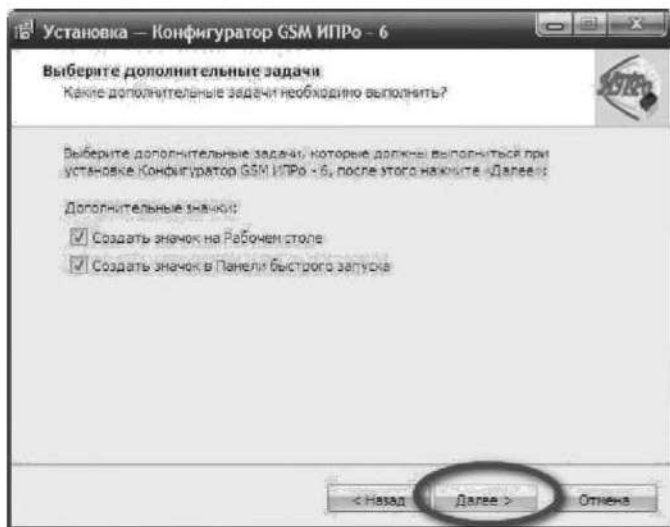 Установка — Конфигуратор GSM ИПРо - 6
Выберите дополнительные задачи
Какие дополнительные задачи необходимо выполнить?
ИПРо
Выберите дополнительные задачи, которые должны выполниться при
установке Конфигуратор GSM ИПРо - 6, после этого нажмите «Далее»:
Дополнительные значки:
Создать значок на Рабочем столе
Создать значок в Панели быстрого запуска
< Назад
Далее >
Отмена